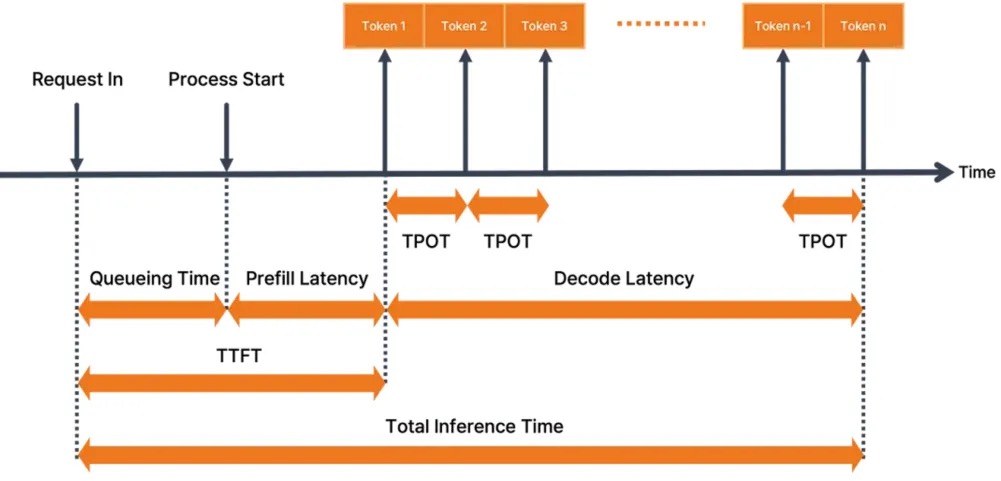 Token 1 Token 2 Token 3 Token n-1 Token n
Request In Process Start
Time
TPOT TPOT TPOT
Queueing Time Prefill Latency Decode Latency
TTFT
Total Inference Time